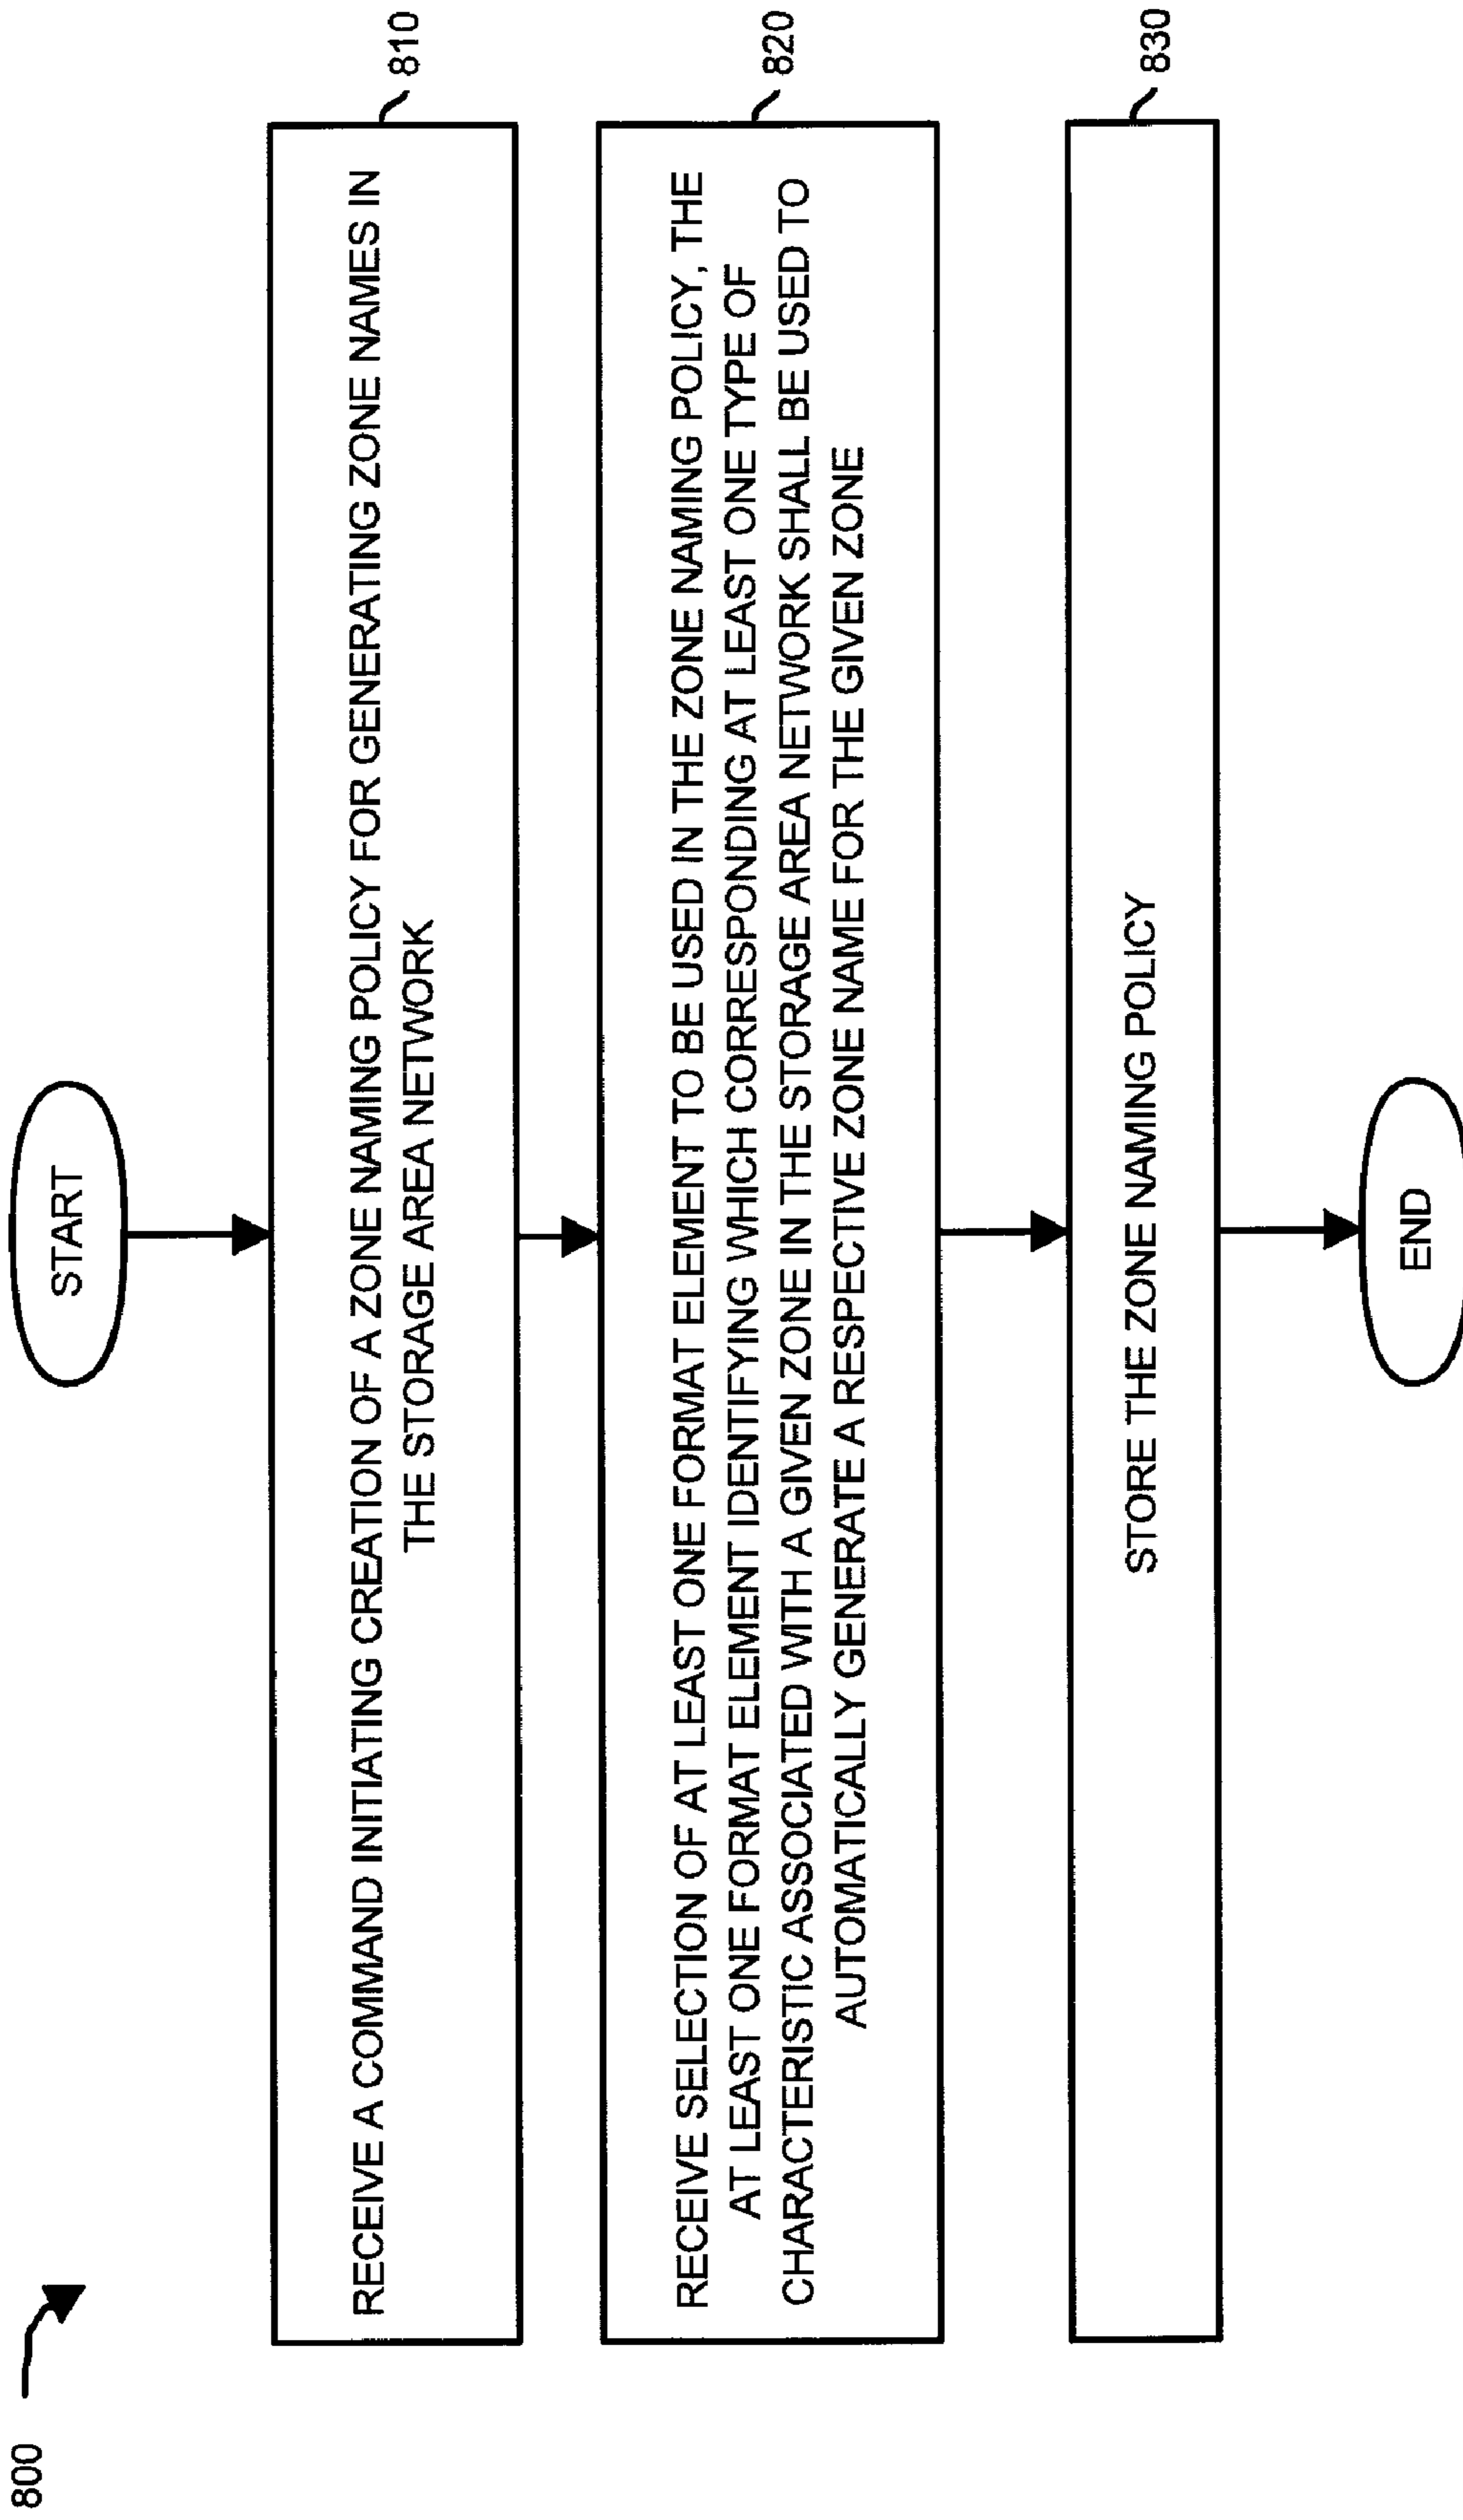 800
START
RECEIVE A COMMAND INITIATING CREATION OF A ZONE NAMING POLICY FOR GENERATING ZONE NAMES IN
THE STORAGE AREA NETWORK
810
RECEIVE SELECTION OF AT LEAST ONE FORMAT ELEMENT TO BE USED IN THE ZONE NAMING POLICY, THE
AT LEAST ONE FORMAT ELEMENT IDENTIFYING WHICH CORRESPONDING AT LEAST ONE TYPE OF
CHARACTERISTIC ASSOCIATED WITH A GIVEN ZONE IN THE STORAGE AREA NETWORK SHALL BE USED TO
AUTOMATICALLY GENERATE A RESPECTIVE ZONE NAME FOR THE GIVEN ZONE
820
STORE THE ZONE NAMING POLICY
830
END